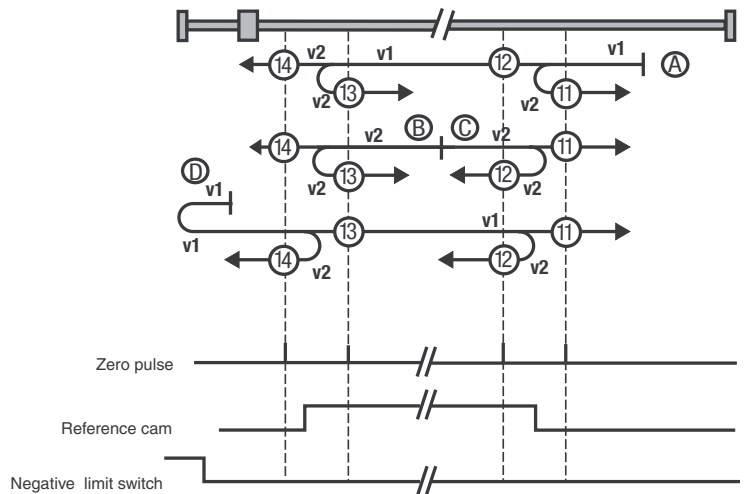 v2 v1 v1
14 12 A
v2 13 v2 11
v2 B C v2
14 11
v2 13 12 v2
D
v1
v1 13 v1 11
14 v2 12 v2
Zero pulse
Reference cam
Negative limit switch